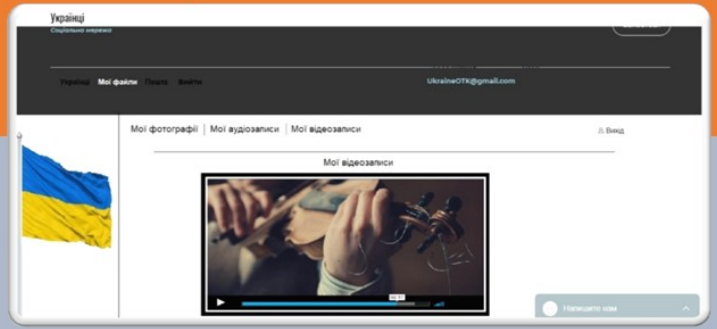 Українці
Соціальна мережа
Українці Мої файли Пошта Вийти
UkraineOTK@gmail.com
Мої фотографії | Мої аудіозаписи | Мої відеозаписи
Вихід
Мої відеозаписи
Напишите нам